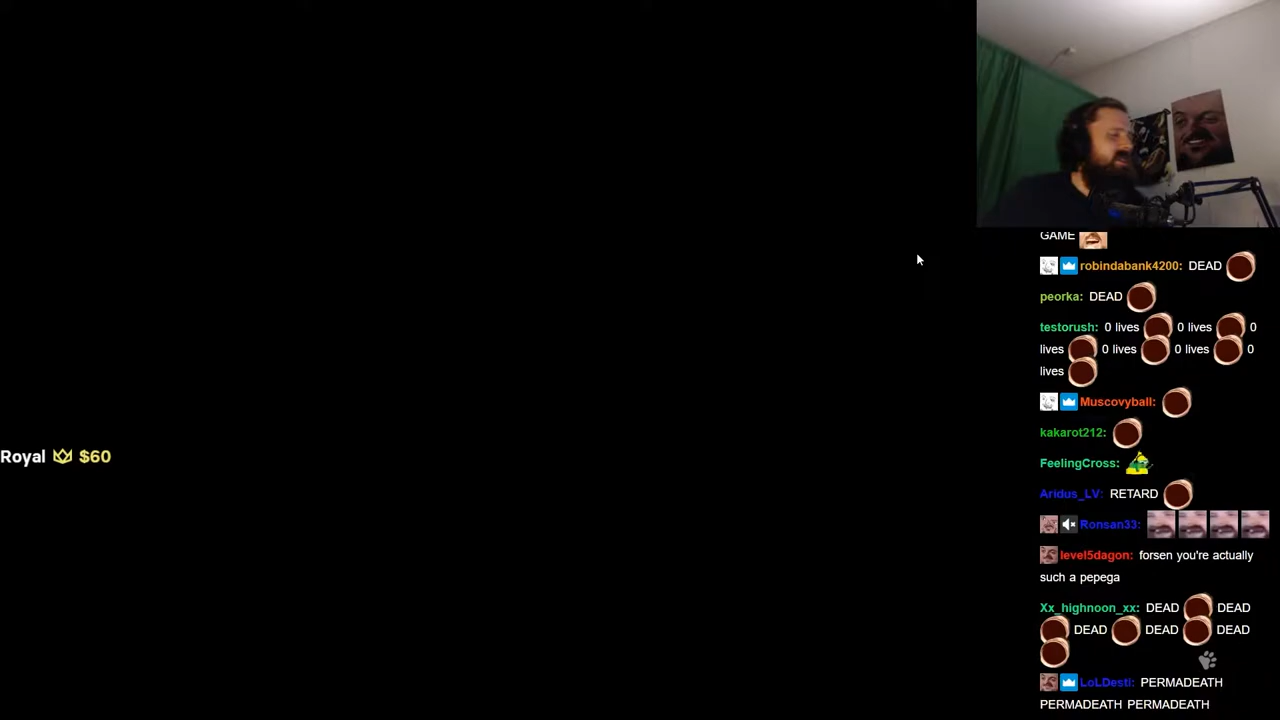 GAME
robindabank4200: DEAD
peorka: DEAD
testorush: 0 lives 0 lives 0
lives 0 lives 0 lives 0
lives
Muscovyball:
kakarot212:
FeelingCross:
Royal $60
Aridus_LV: RETARD
Ronsan33:
level5dagon: forsen you're actually
such a pepega
Xx_highnoon_xx: DEAD DEAD
DEAD DEAD DEAD
LoLDesti: PERMADEATH
PERMADEATH PERMADEATH